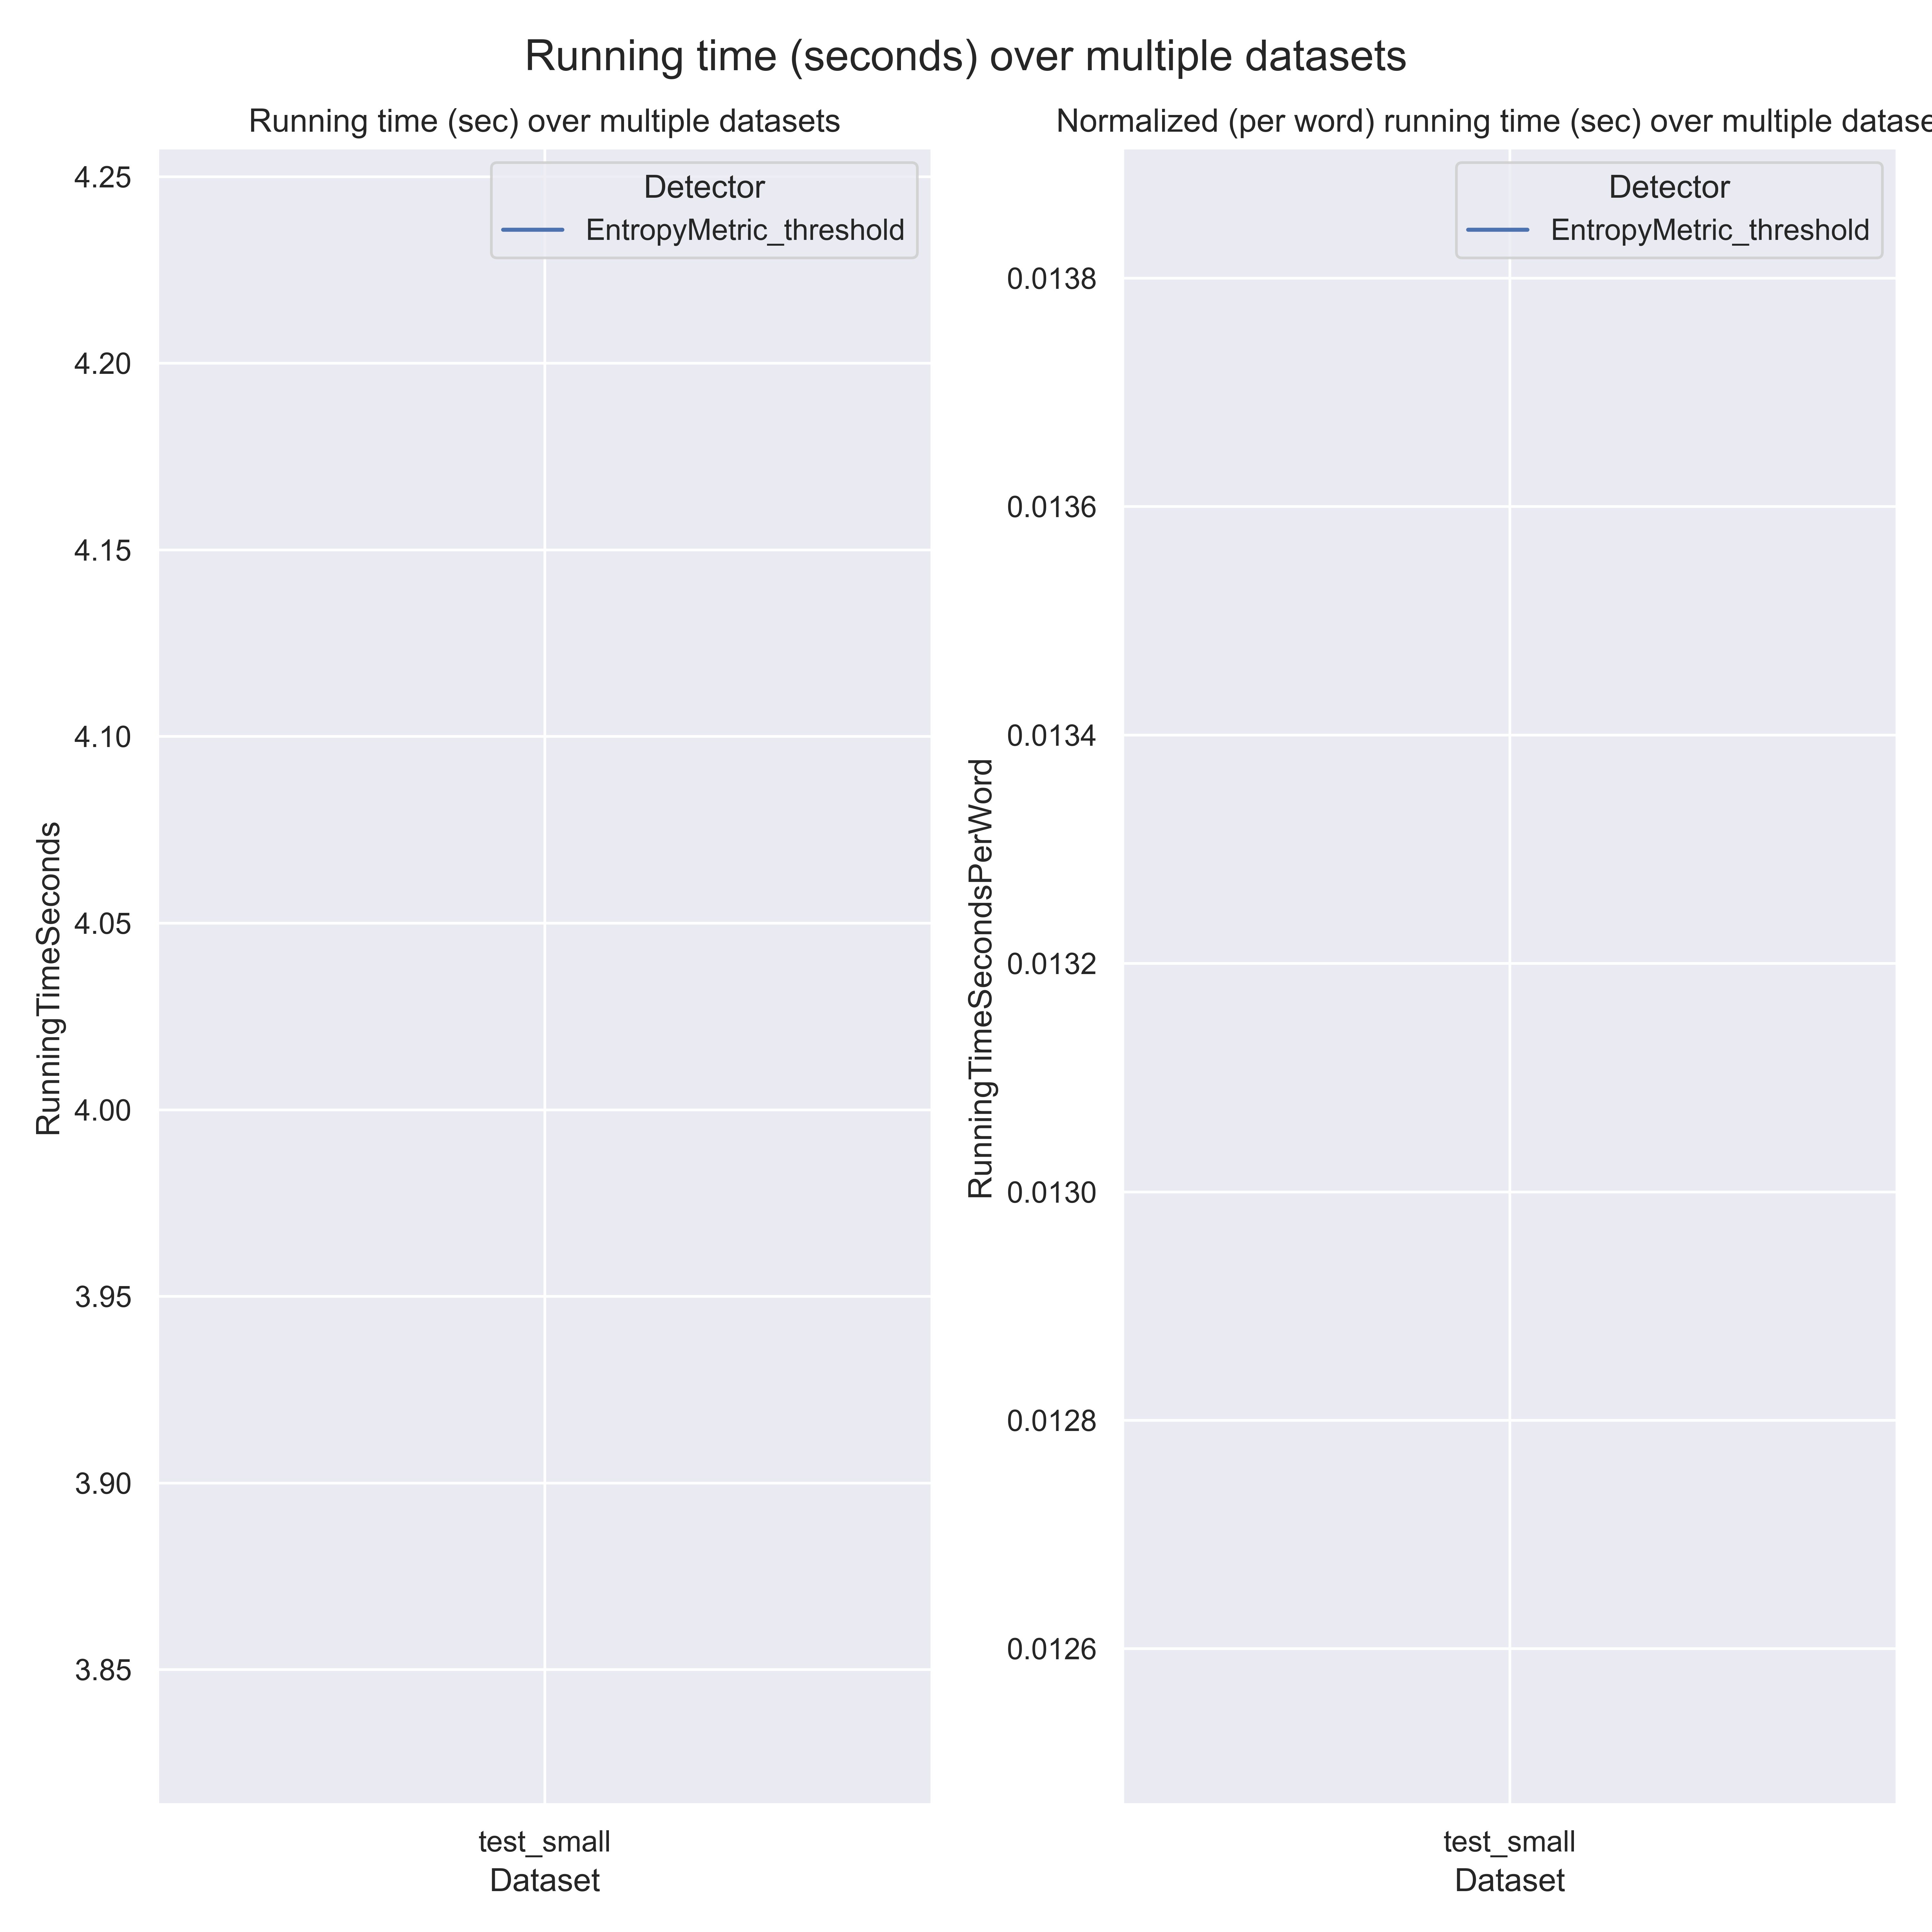 Running time (seconds) over multiple datasets
Running time (sec) over multiple datasets
Detector
EntropyMetric_threshold
4.25
4.20
4.15
4.10
4.05
4.00
3.95
3.90
3.85
RunningTimeSeconds
test_small
Dataset
Normalized (per word) running time (sec) over multiple datase
Detector
EntropyMetric_threshold
0.0138
0.0136
0.0134
0.0132
0.0130
0.0128
0.0126
RunningTimeSecondsPerWord
test_small
Dataset